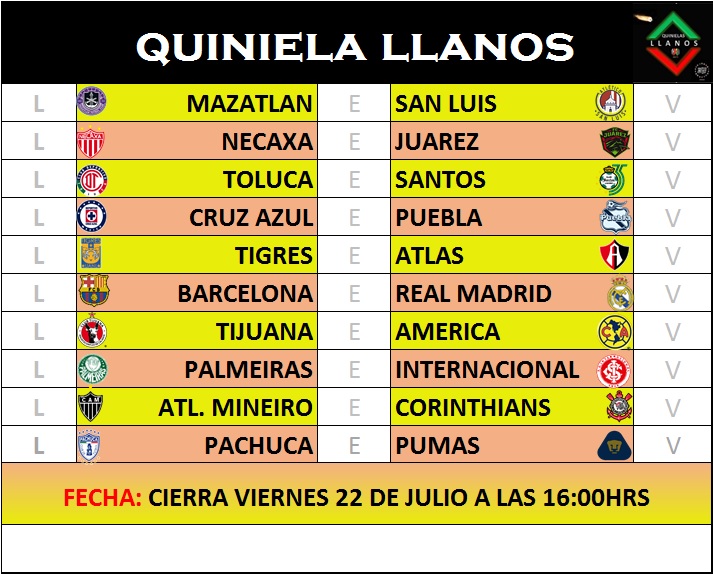 QUINIELA LLANOS
QUINIELAS
LLANOS
L MAZATLAN E SAN LUIS V
L NECAXA E JUAREZ V
L TOLUCA E SANTOS V
L CRUZ AZUL E PUEBLA V
L TIGRES E ATLAS V
L BARCELONA E REAL MADRID V
L TIJUANA E AMERICA V
L PALMEIRAS E INTERNACIONAL V
L ATL. MINEIRO E CORINTHIANS V
L PACHUCA E PUMAS V
FECHA: CIERRA VIERNES 22 DE JULIO A LAS 16:00HRS